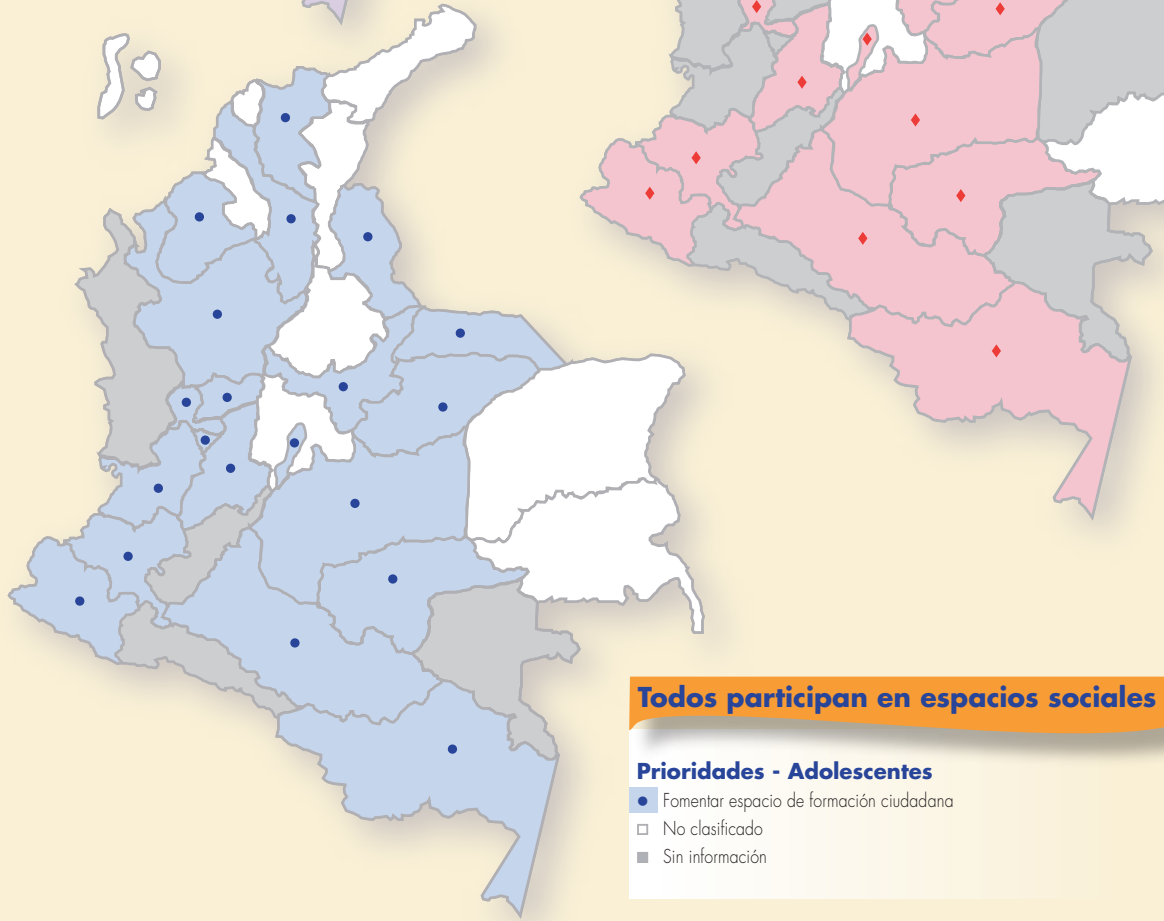 Todos participan en espacios sociales
Prioridades - Adolescentes
Fomentar espacio de formación ciudadana
No clasificado
Sin información